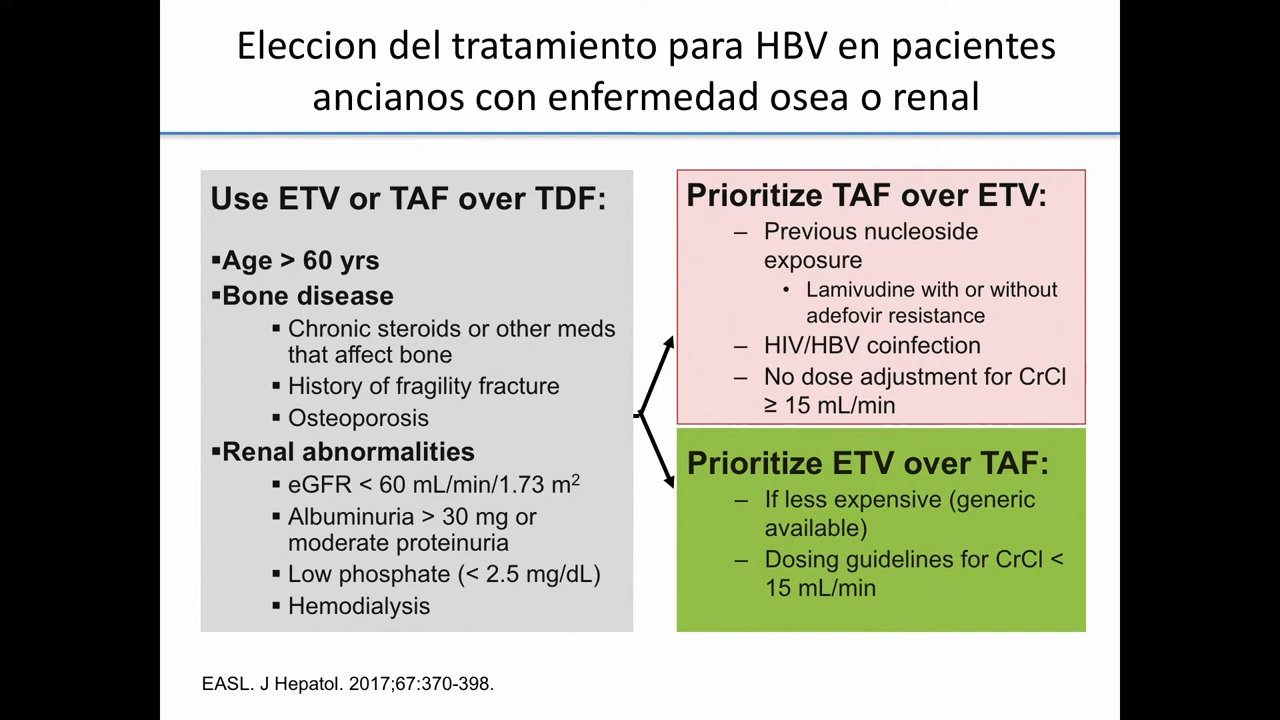 Eleccion del tratamiento para HBV en pacientes
ancianos con enfermedad osea o renal
Use ETV or TAF over TDF:
▪Age > 60 yrs
▪Bone disease
▪ Chronic steroids or other meds
that affect bone
▪ History of fragility fracture
▪ Osteoporosis
▪Renal abnormalities
▪ eGFR < 60 mL/min/1.73 m²
▪ Albuminuria > 30 mg or
moderate proteinuria
▪ Low phosphate (< 2.5 mg/dL)
▪ Hemodialysis
Prioritize TAF over ETV:
– Previous nucleoside
exposure
• Lamivudine with or without
adefovir resistance
– HIV/HBV coinfection
– No dose adjustment for CrCl
≥ 15 mL/min
Prioritize ETV over TAF:
– If less expensive (generic
available)
– Dosing guidelines for CrCl <
15 mL/min
EASL. J Hepatol. 2017;67:370-398.